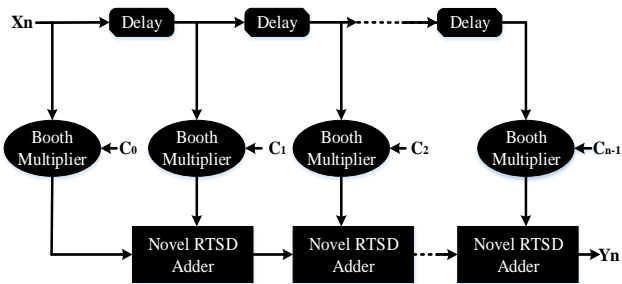 Xn Delay Delay Delay
Booth Multiplier C0 Booth Multiplier C1 Booth Multiplier C2 Booth Multiplier Cn-1
Novel RTSD Adder Novel RTSD Adder Novel RTSD Adder Yn